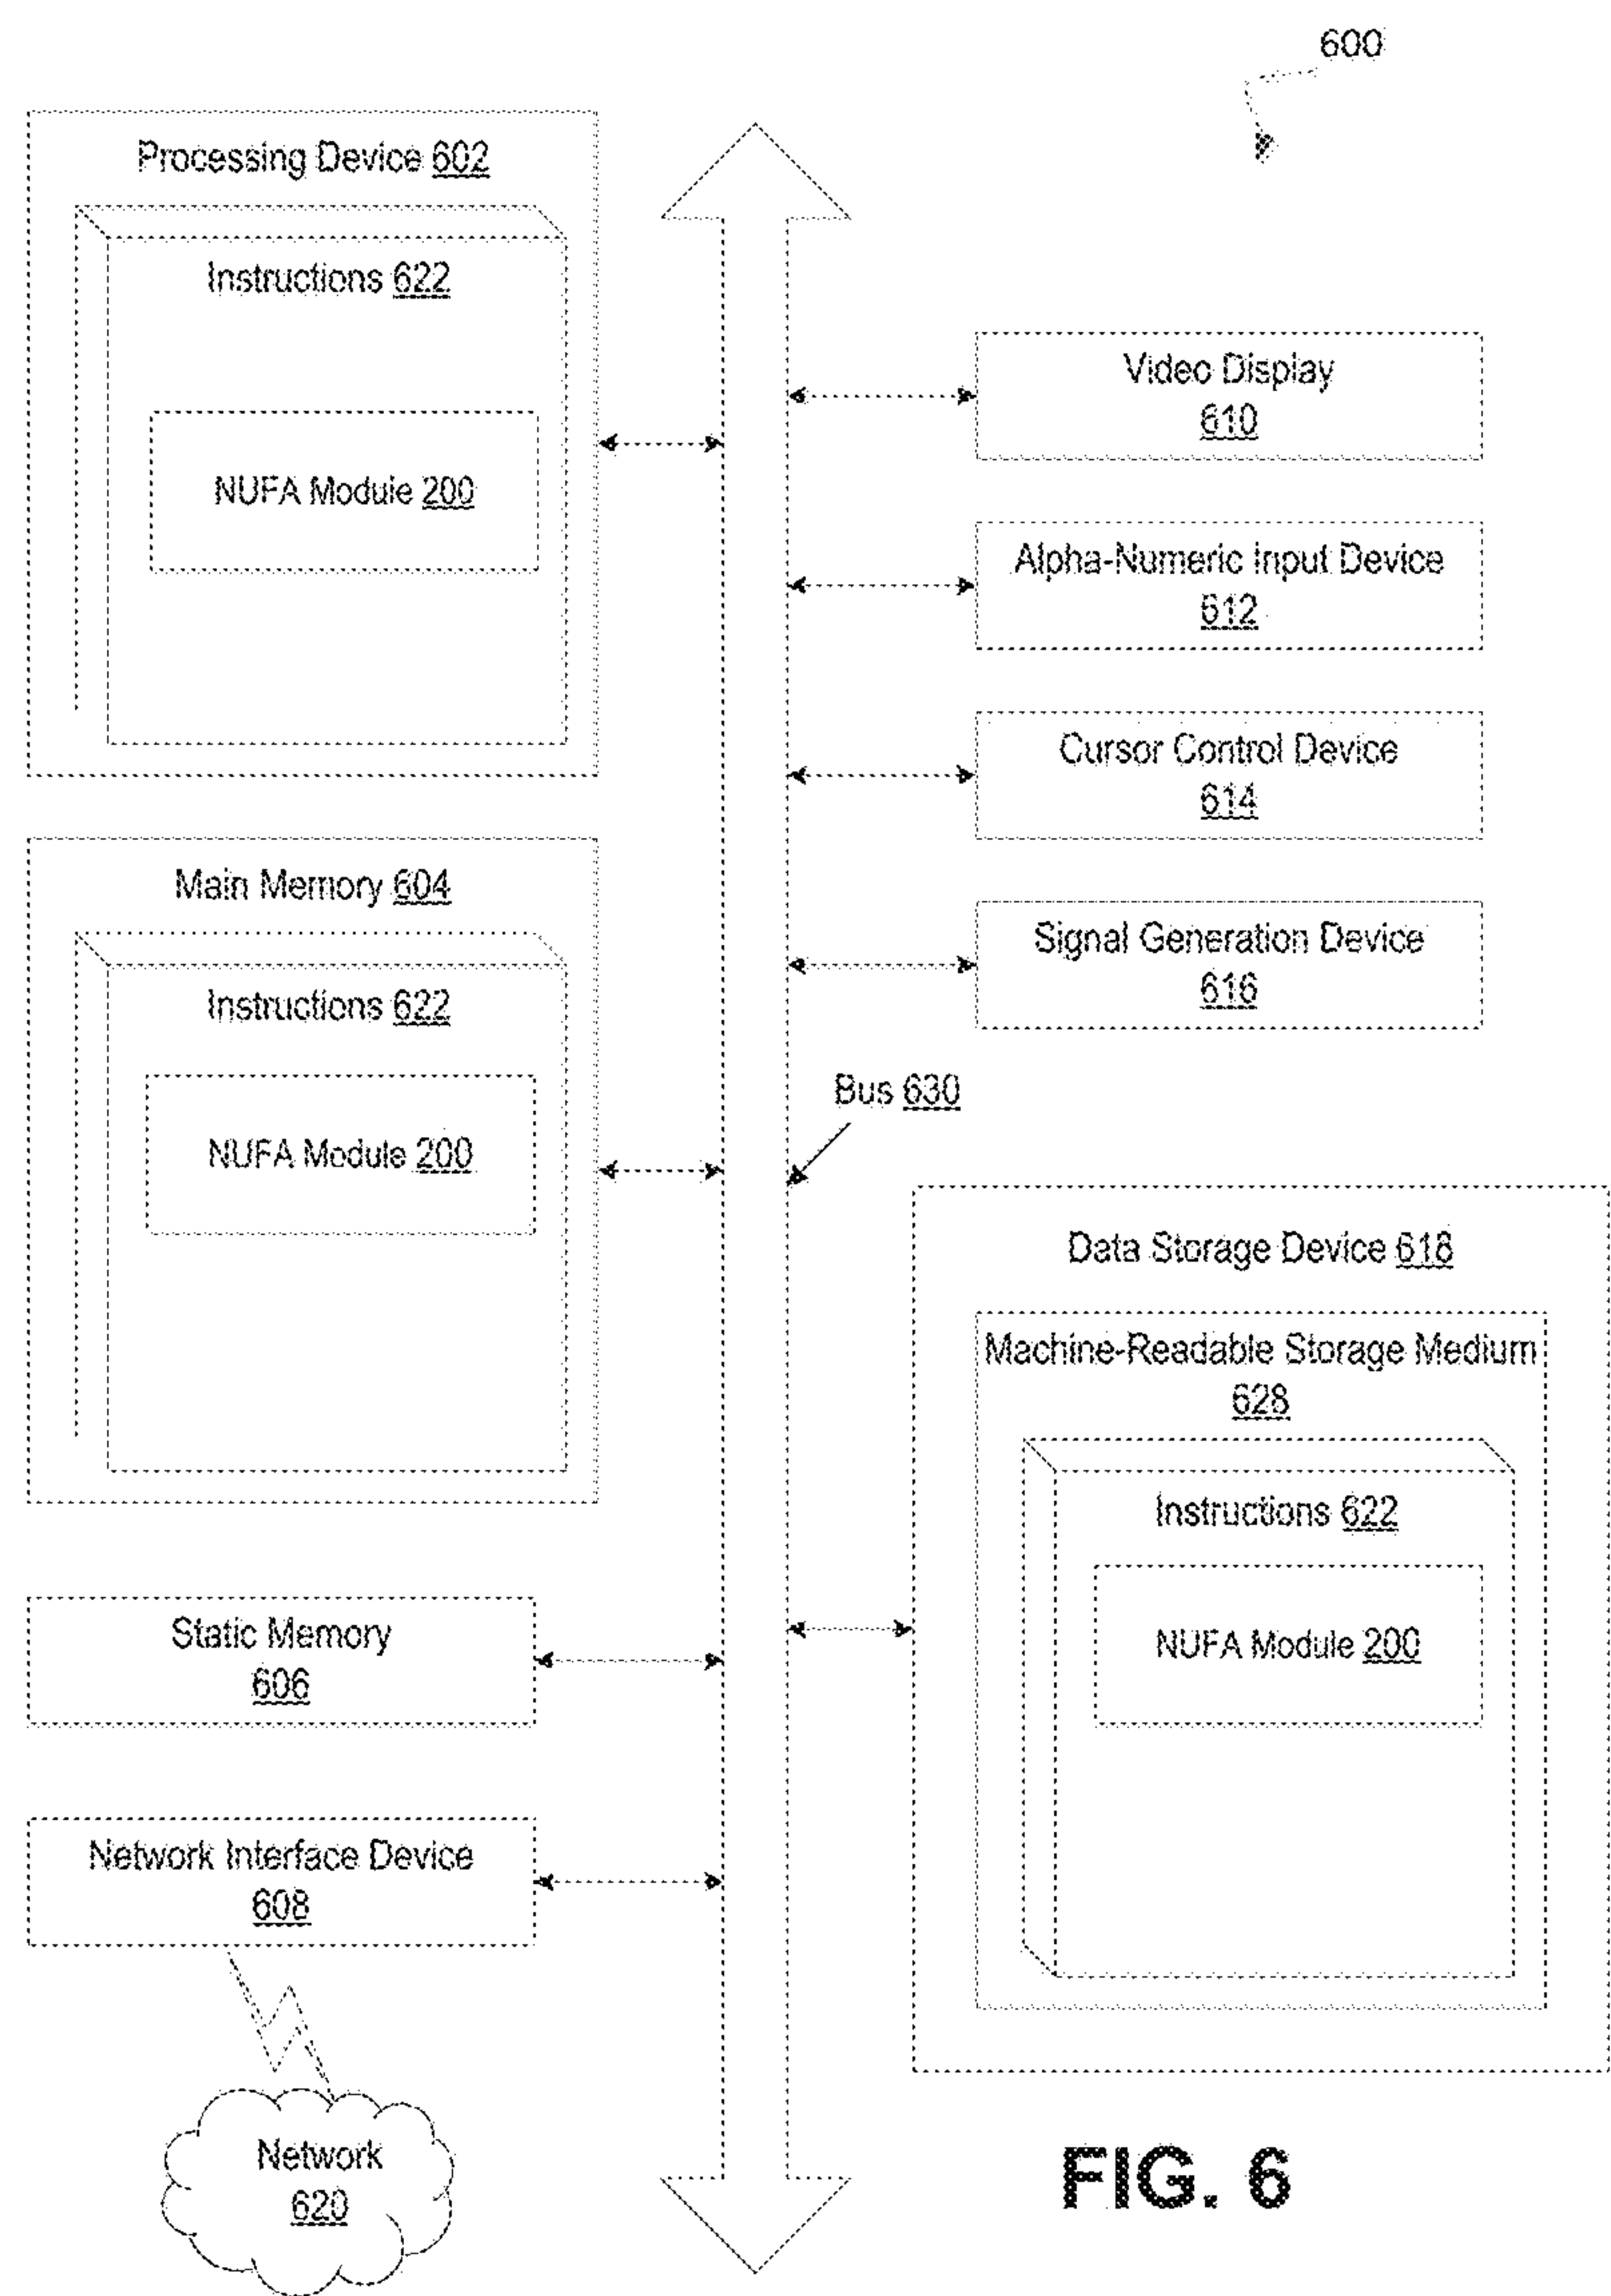 600
Processing Device 602
Instructions 622
NUFA Module 200
Main Memory 604
Instructions 622
NUFA Module 200
Static Memory
606
Network Interface Device
608
Network
620
Video Display
610
Alpha-Numeric Input Device
612
Cursor Control Device
614
Signal Generation Device
616
Bus 630
Data Storage Device 618
Machine-Readable Storage Medium
628
Instructions 622
NUFA Module 200
FIG. 6